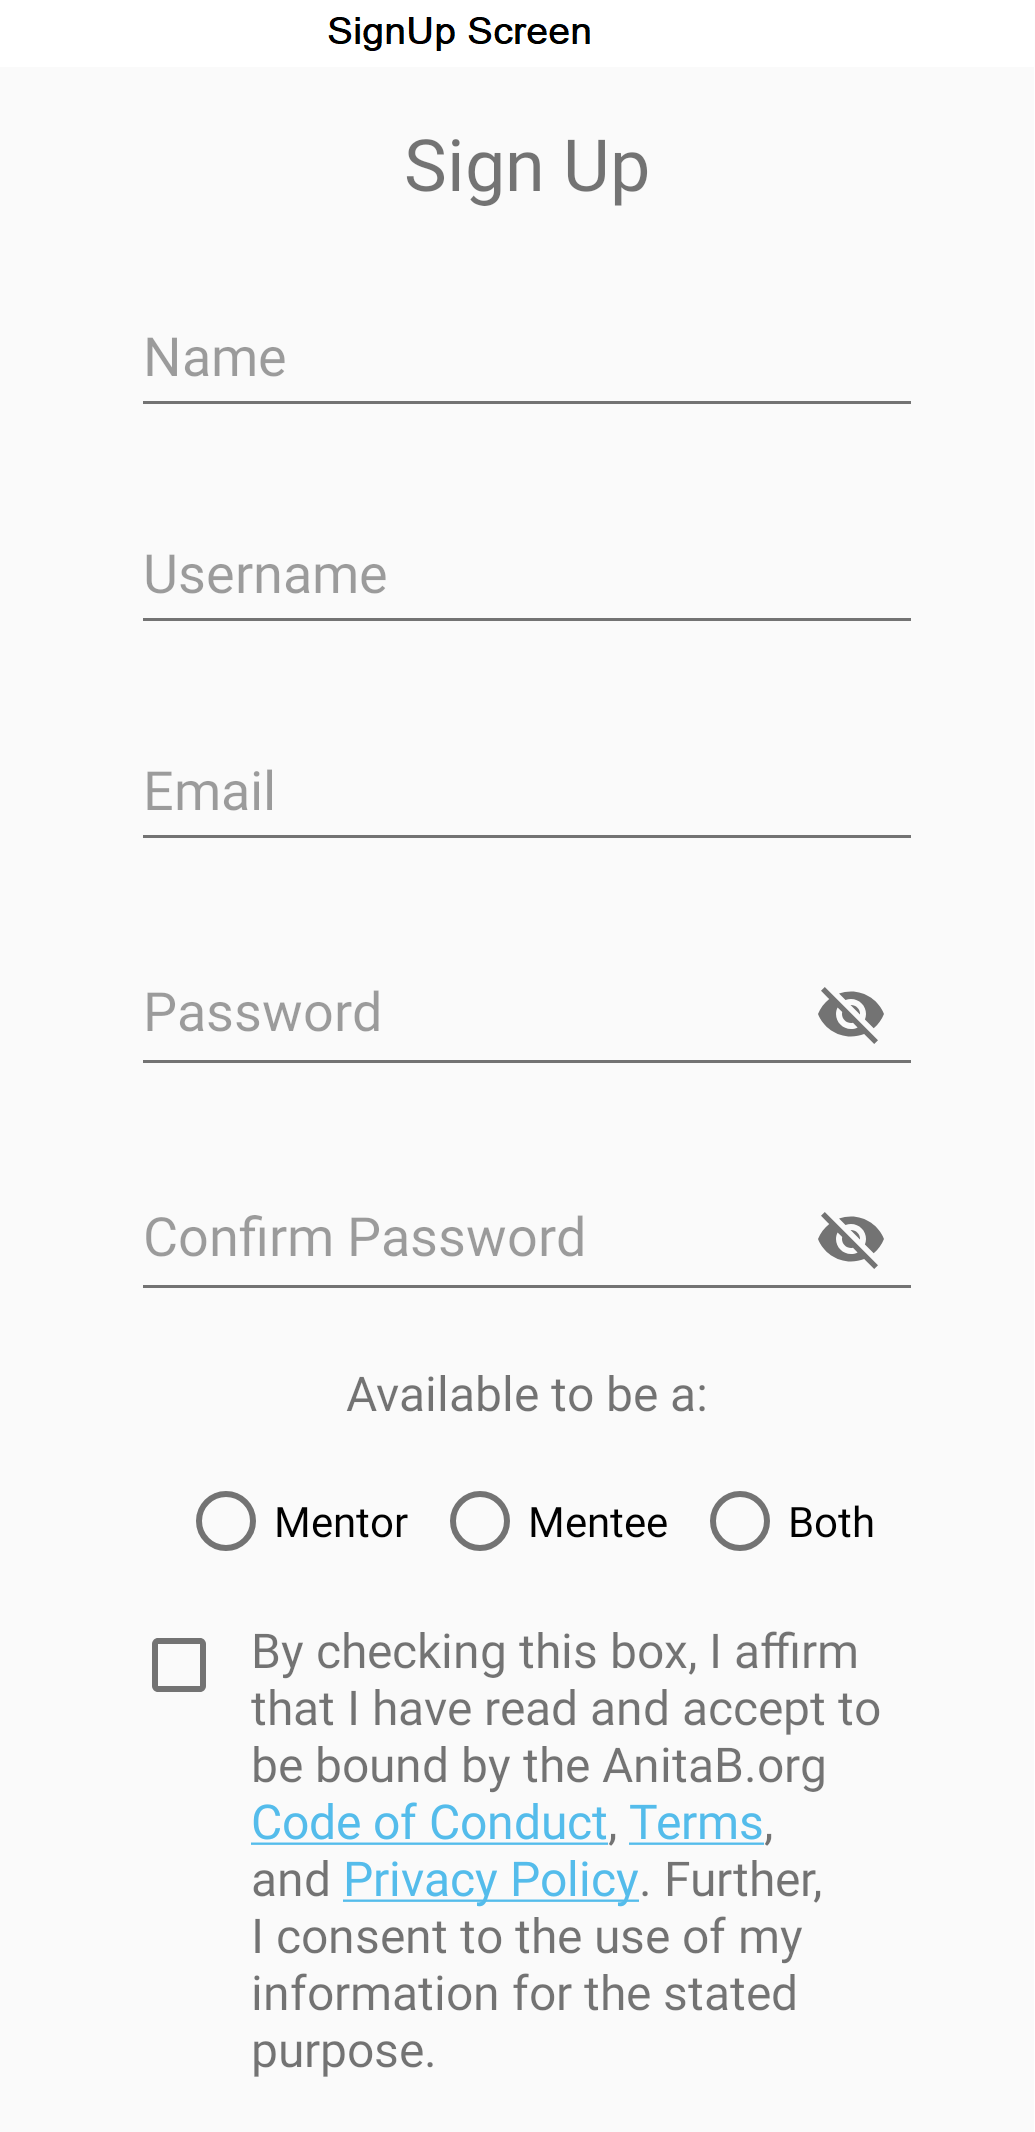 SignUp Screen
Sign Up
Name
Username
Email
Password
Confirm Password
Available to be a:
Mentor Mentee Both
By checking this box, I affirm
that I have read and accept to
be bound by the AnitaB.org
Code of Conduct, Terms,
and Privacy Policy. Further,
I consent to the use of my
information for the stated
purpose.